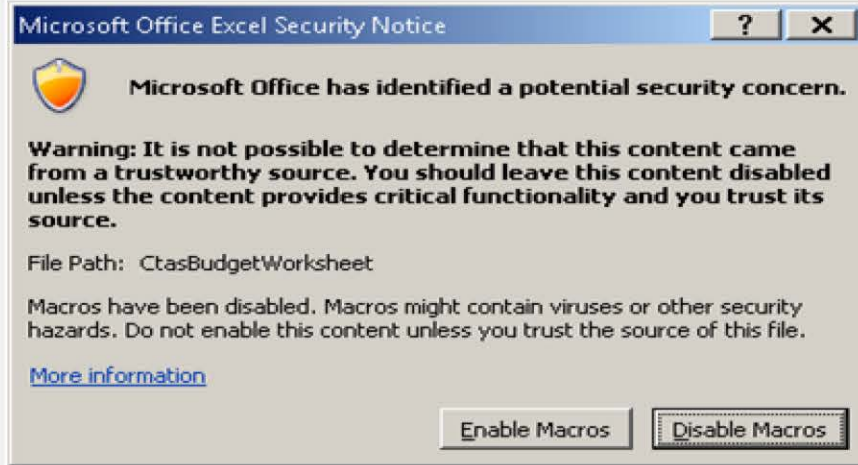 Microsoft Office Excel Security Notice
Microsoft Office has identified a potential security concern.
Warning: It is not possible to determine that this content came
from a trustworthy source. You should leave this content disabled
unless the content provides critical functionality and you trust its
source.
File Path: CtasBudgetWorksheet
Macros have been disabled. Macros might contain viruses or other security
hazards. Do not enable this content unless you trust the source of this file.
More information
Enable Macros Disable Macros